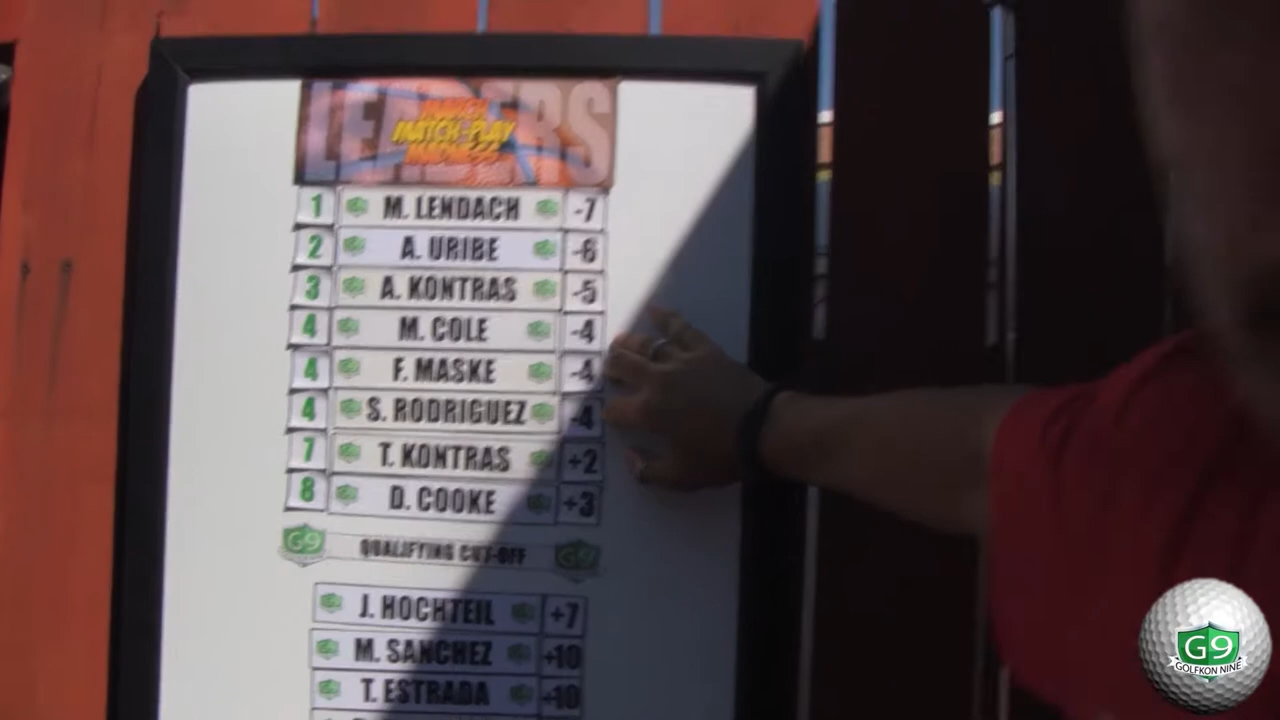 LEADERS
MATCH-PLAY
MADNESS
1 M. LENDACH -7
2 A. URIBE -6
3 A. KONTRAS -5
4 M. COLE -4
4 F. MASKE -4
4 S. RODRIGUEZ -4
7 T. KONTRAS +2
8 D. COOKE +3
G9 QUALIFYING CUT-OFF G9
J. HOCHTEIL +7
M. SANCHEZ +10
T. ESTRADA +10
G9
GOLFKON NINE